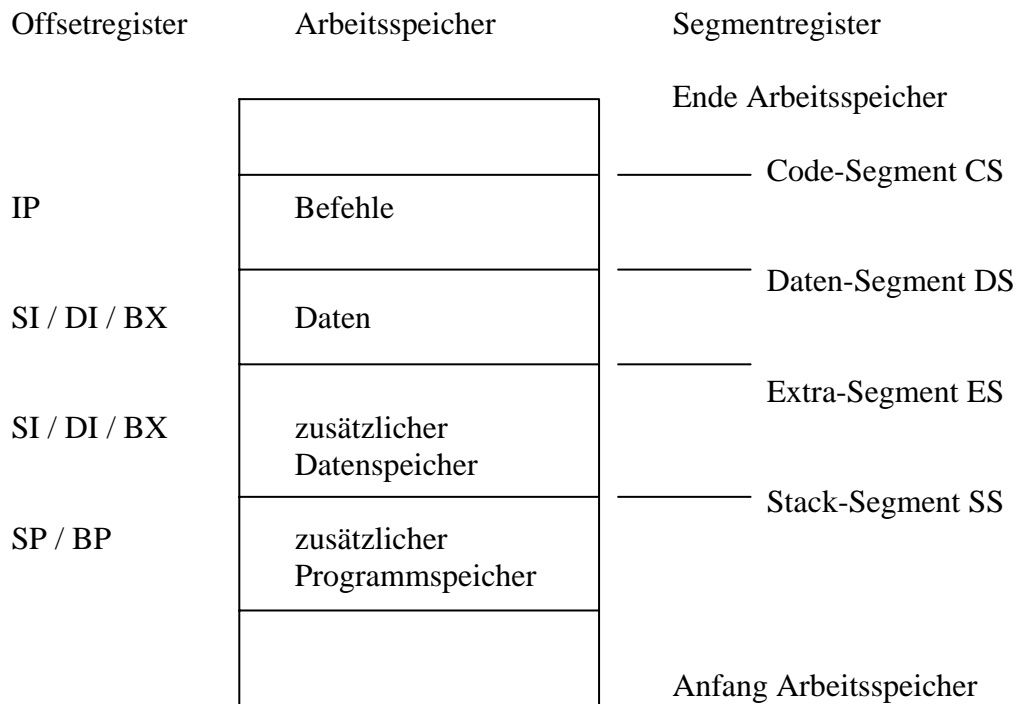 Offsetregister Arbeitsspeicher Segmentregister
Ende Arbeitsspeicher
Code-Segment CS
IP Befehle
Daten-Segment DS
SI / DI / BX Daten
Extra-Segment ES
SI / DI / BX zusätzlicher
Datenspeicher
Stack-Segment SS
SP / BP zusätzlicher
Programmspeicher
Anfang Arbeitsspeicher